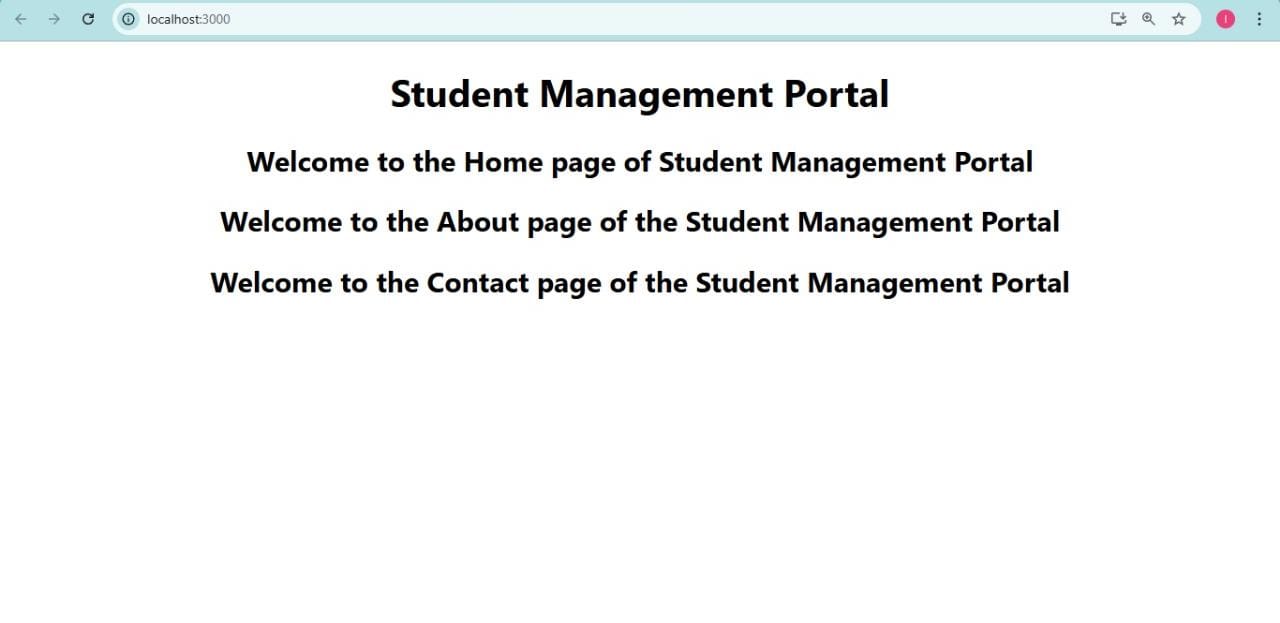 localhost:3000
I
Student Management Portal
Welcome to the Home page of Student Management Portal
Welcome to the About page of the Student Management Portal
Welcome to the Contact page of the Student Management Portal